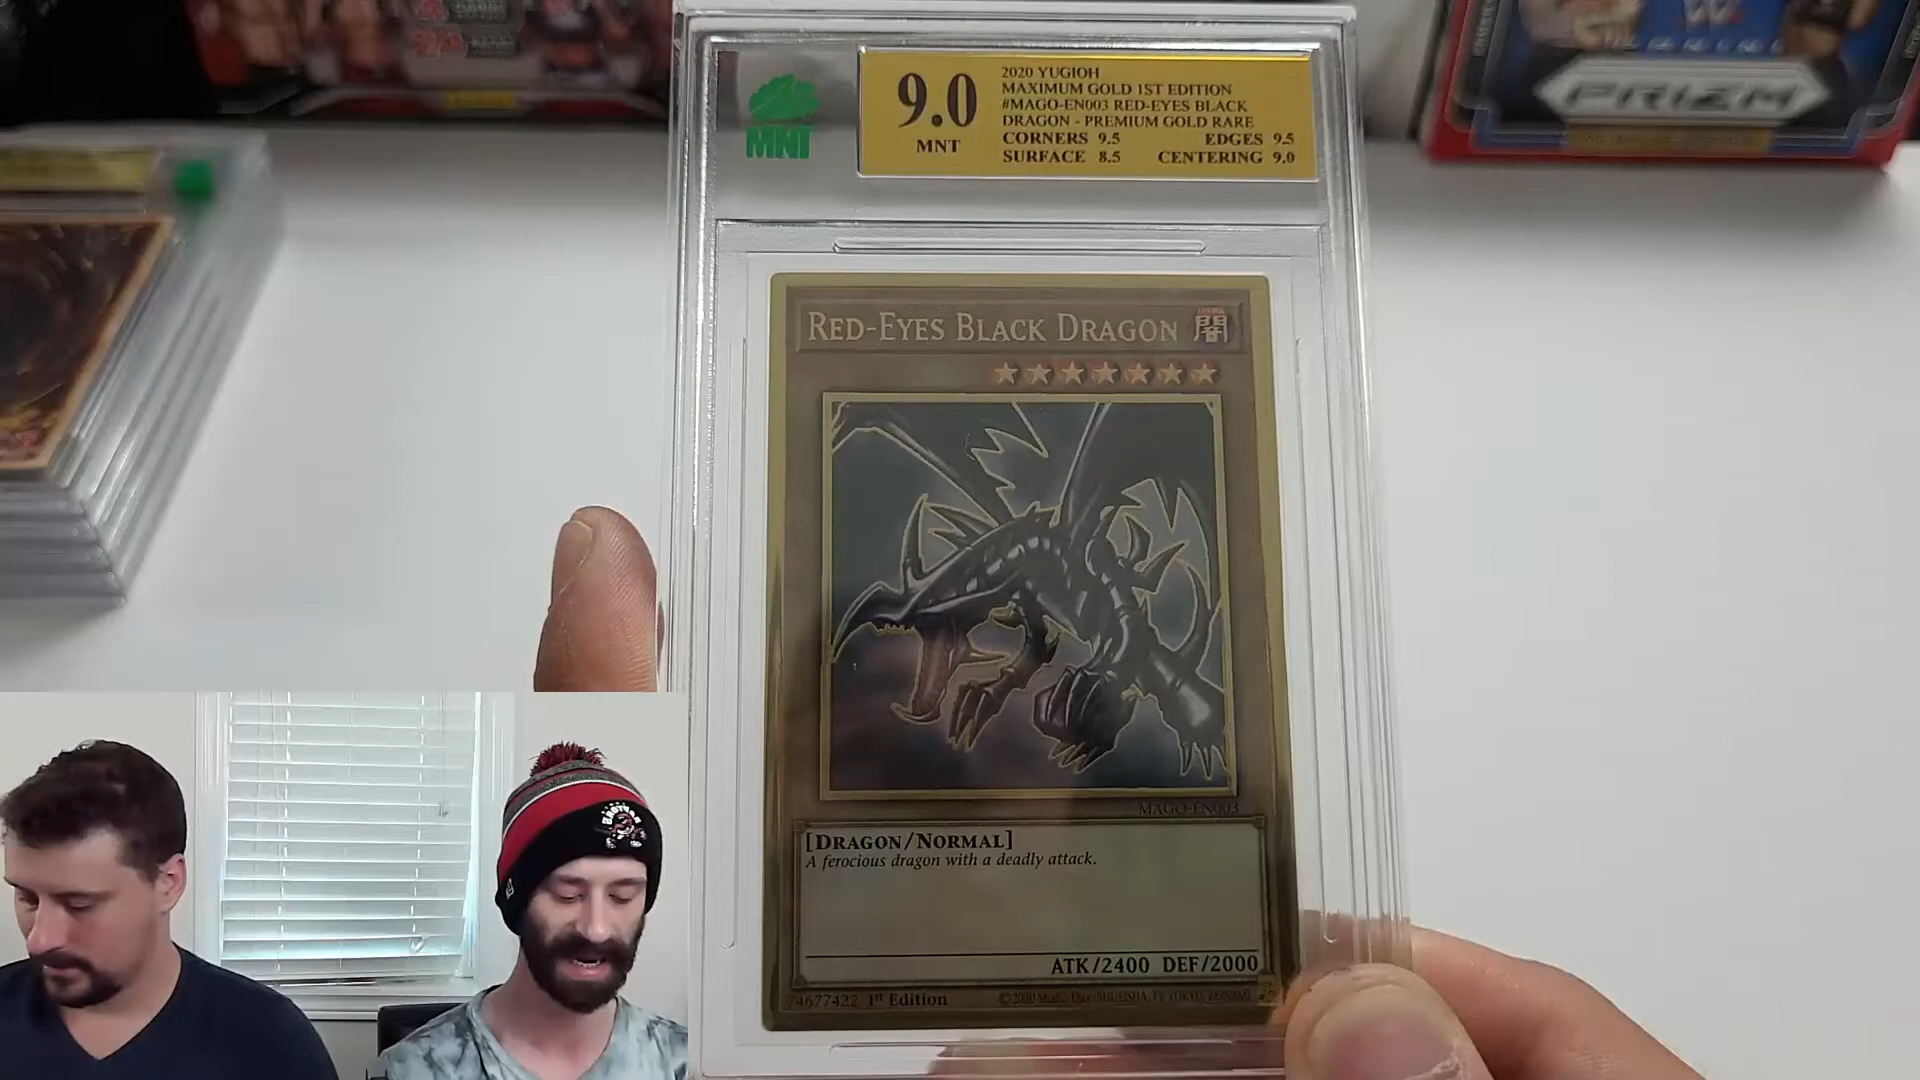 PRIZM
MNT
9.0
MNT
2020 YUGIOH
MAXIMUM GOLD 1ST EDITION
#MAGO-EN003 RED-EYES BLACK
DRAGON - PREMIUM GOLD RARE
CORNERS 9.5 EDGES 9.5
SURFACE 8.5 CENTERING 9.0
RED-EYES BLACK DRAGON 闇
MAGO-EN003
[DRAGON/NORMAL]
A ferocious dragon with a deadly attack.
ATK/2400 DEF/2000
74677422 1st Edition